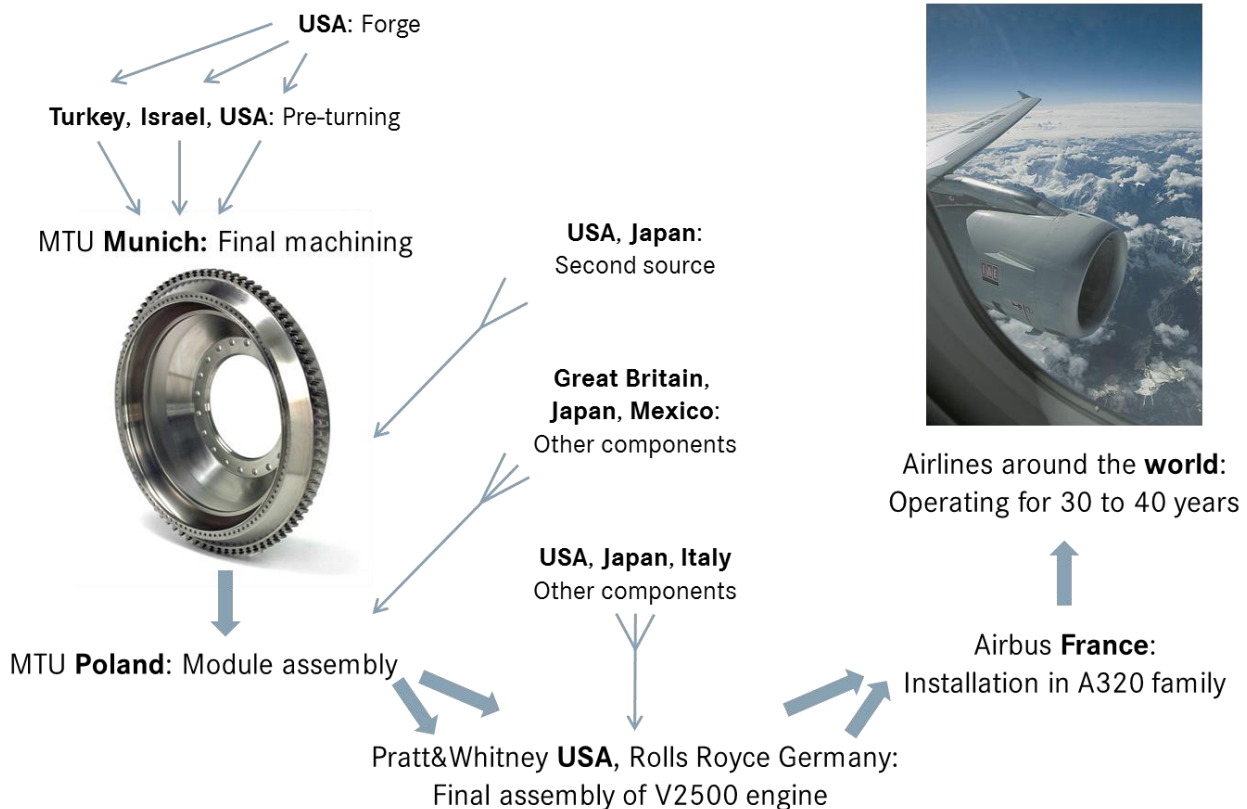 USA: Forge
Turkey, Israel, USA: Pre-turning
MTU Munich: Final machining
USA, Japan:
Second source
Great Britain,
Japan, Mexico:
Other components
USA, Japan, Italy
Other components
MTU Poland: Module assembly
Pratt&Whitney USA, Rolls Royce Germany:
Final assembly of V2500 engine
Airbus France:
Installation in A320 family
Airlines around the world:
Operating for 30 to 40 years
IAE